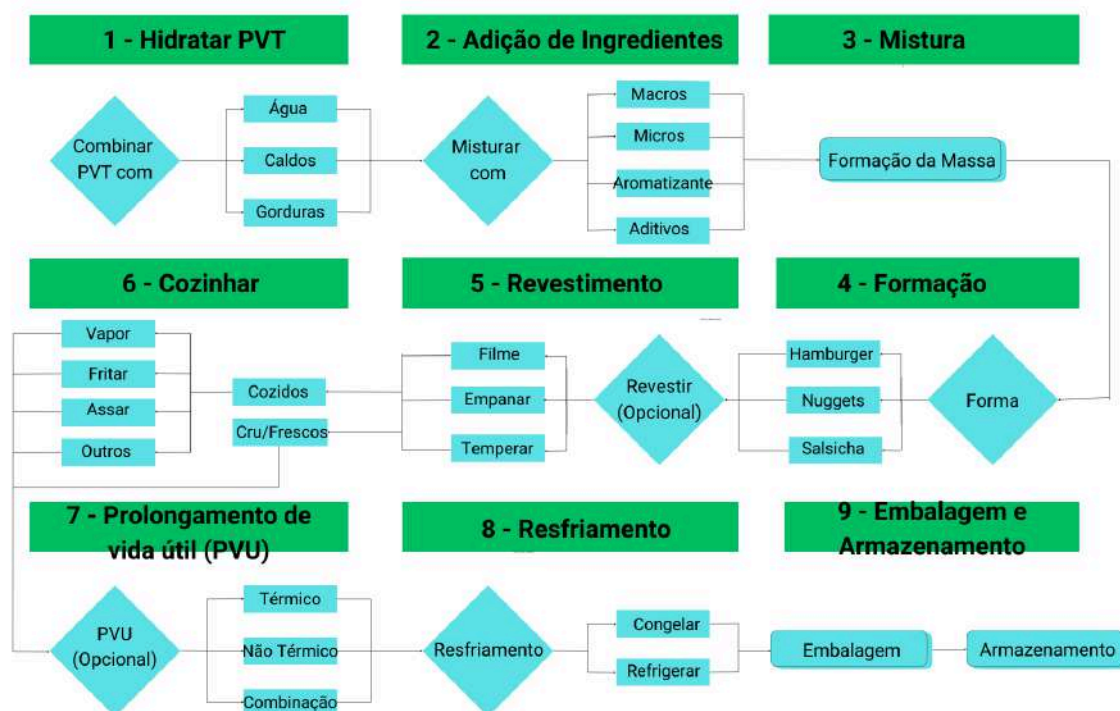 1 - Hidratar PVT
2 - Adição de Ingredientes
3 - Mistura
Combinar
PVT com
Água
Caldos
Gorduras
Misturar
com
Macros
Micros
Aromatizante
Aditivos
Formação da Massa
6 - Cozinhar
5 - Revestimento
4 - Formação
Vapor
Fritar
Assar
Outros
Cozidos
Cru/Frescos
Filme
Empanar
Temperar
Revestir
(Opcional)
Hamburger
Nuggets
Salsicha
Forma
7 - Prolongamento de
vida útil (PVU)
8 - Resfriamento
9 - Embalagem e
Armazenamento
PVU
(Opcional)
Térmico
Não Térmico
Combinação
Resfriamento
Congelar
Refrigerar
Embalagem
Armazenamento